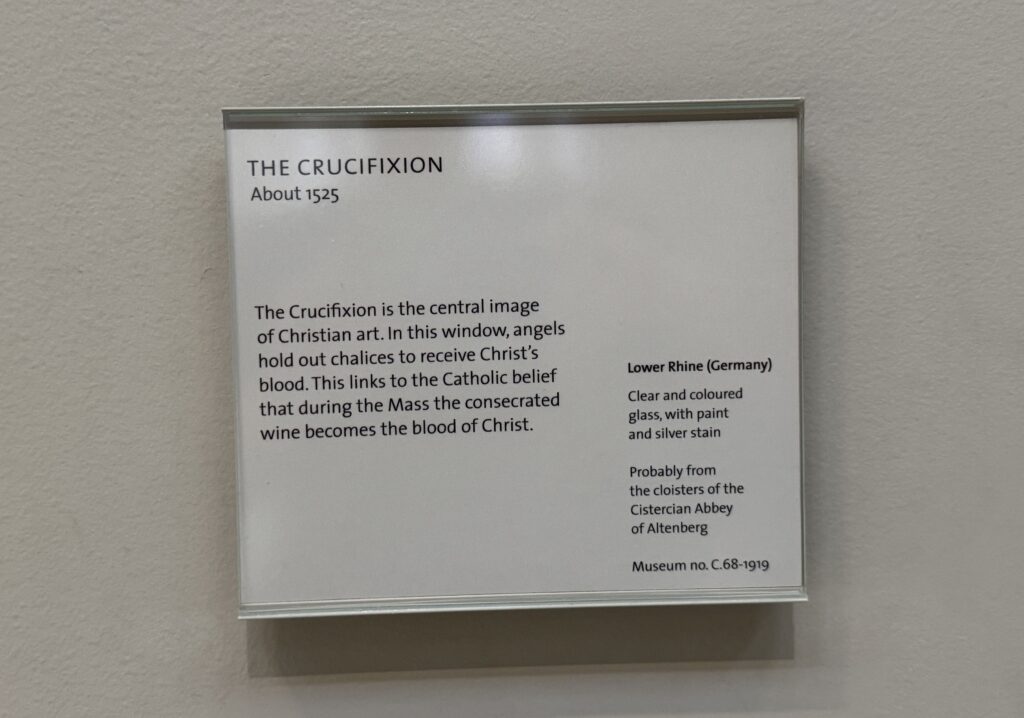 THE CRUCIFIXION
About 1525
The Crucifixion is the central image
of Christian art. In this window, angels
hold out chalices to receive Christ's
blood. This links to the Catholic belief
that during the Mass the consecrated
wine becomes the blood of Christ.
Lower Rhine (Germany)
Clear and coloured
glass, with paint
and silver stain
Probably from
the cloisters of the
Cistercian Abbey
of Altenberg
Museum no. C.68-1919